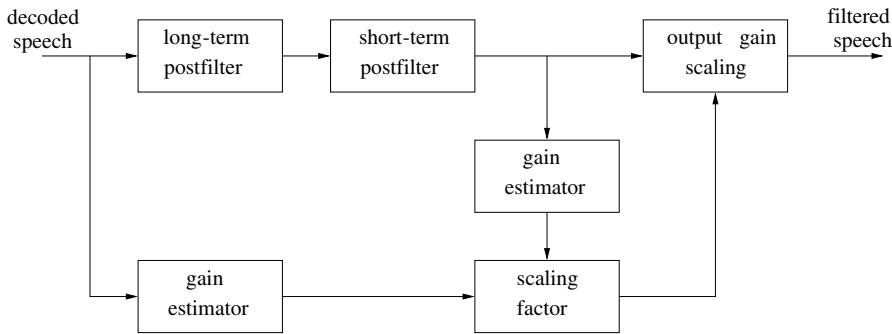 decoded
speech
long-term
postfilter
short-term
postfilter
output gain
scaling
filtered
speech
gain
estimator
gain
estimator
scaling
factor